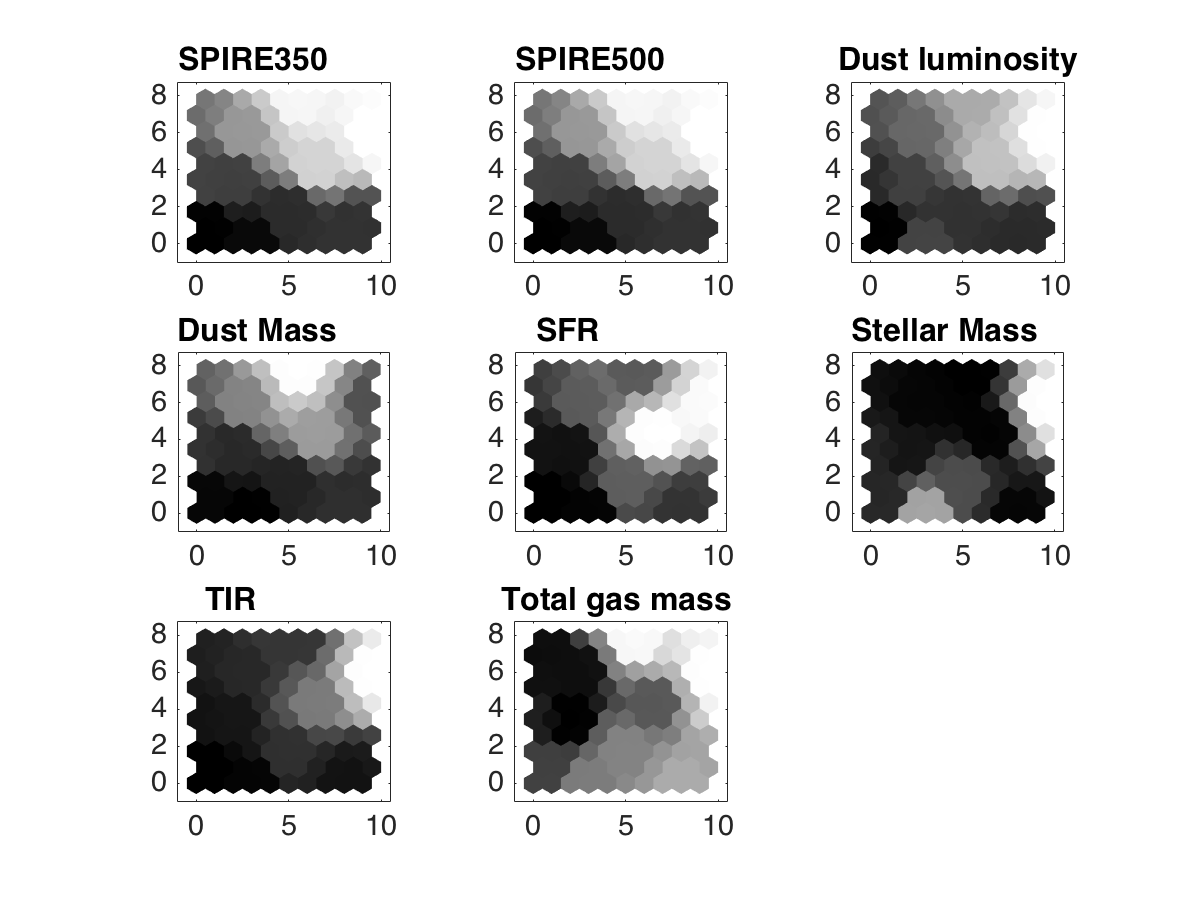 SPIRE350 SPIRE500 Dust luminosity
8 8 8
6 6 6
4 4 4
2 2 2
0 0 0
0 5 10 0 5 10 0 5 10
Dust Mass SFR Stellar Mass
8 8 8
6 6 6
4 4 4
2 2 2
0 0 0
0 5 10 0 5 10 0 5 10
TIR Total gas mass
8 8
6 6
4 4
2 2
0 0
0 5 10 0 5 10